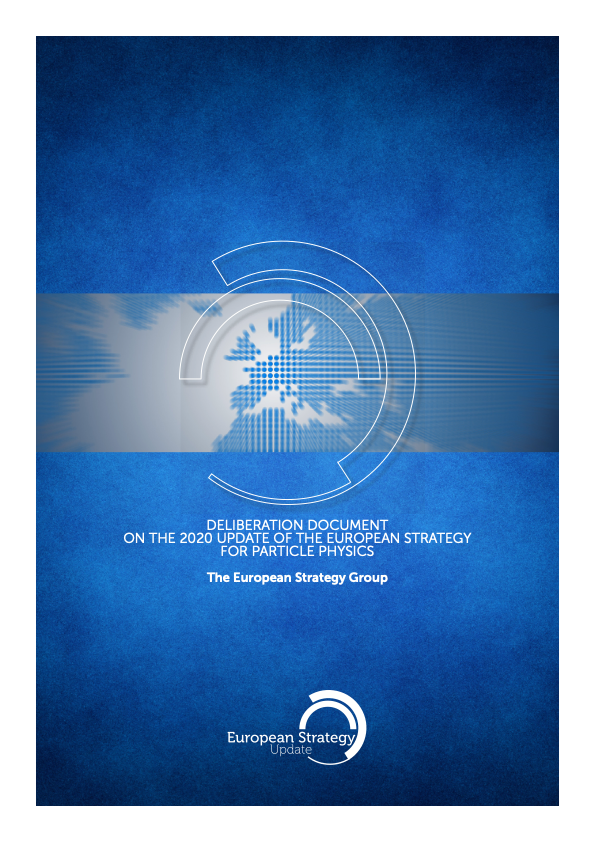 DELIBERATION DOCUMENT
ON THE 2020 UPDATE OF THE EUROPEAN STRATEGY
FOR PARTICLE PHYSICS
The European Strategy Group
European Strategy
Update